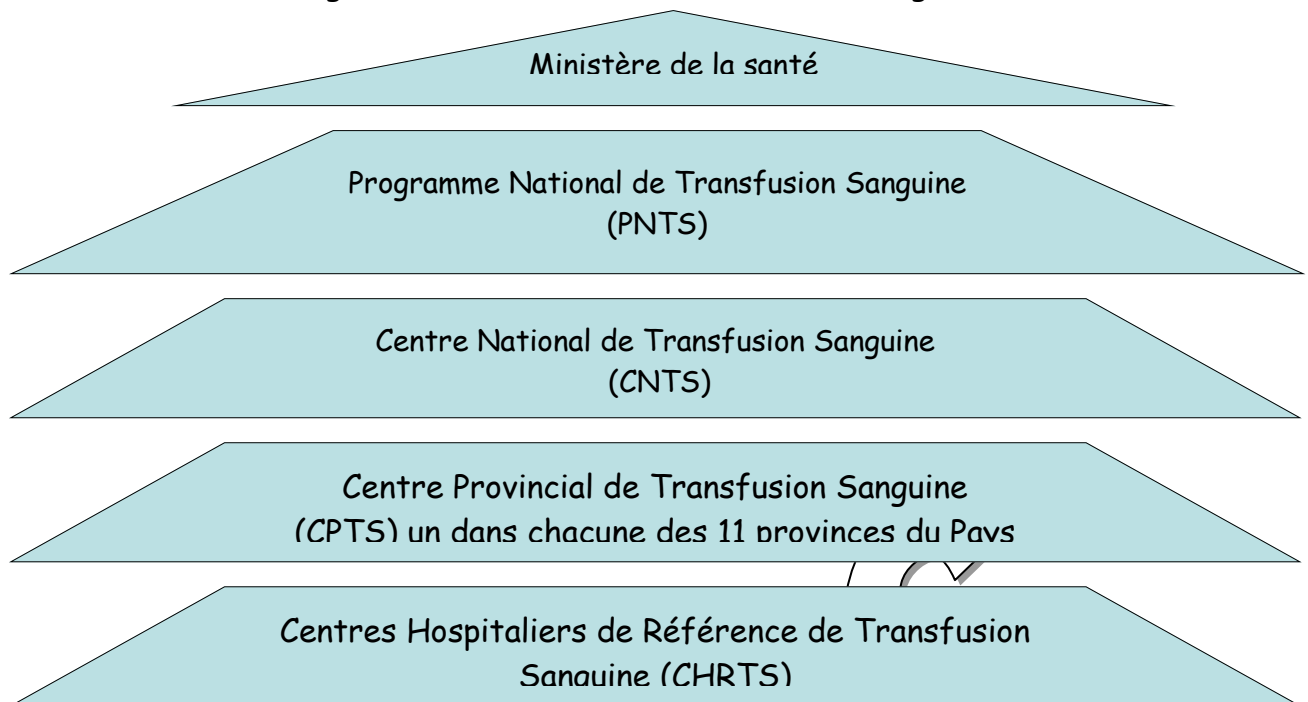 Ministère de la santé
Programme National de Transfusion Sanguine
(PNTS)
Centre National de Transfusion Sanguine
(CNTS)
Centre Provincial de Transfusion Sanguine
(CPTS) un dans chacune des 11 provinces du Pays
Centres Hospitaliers de Référence de Transfusion
Sanguine (CHRTS)